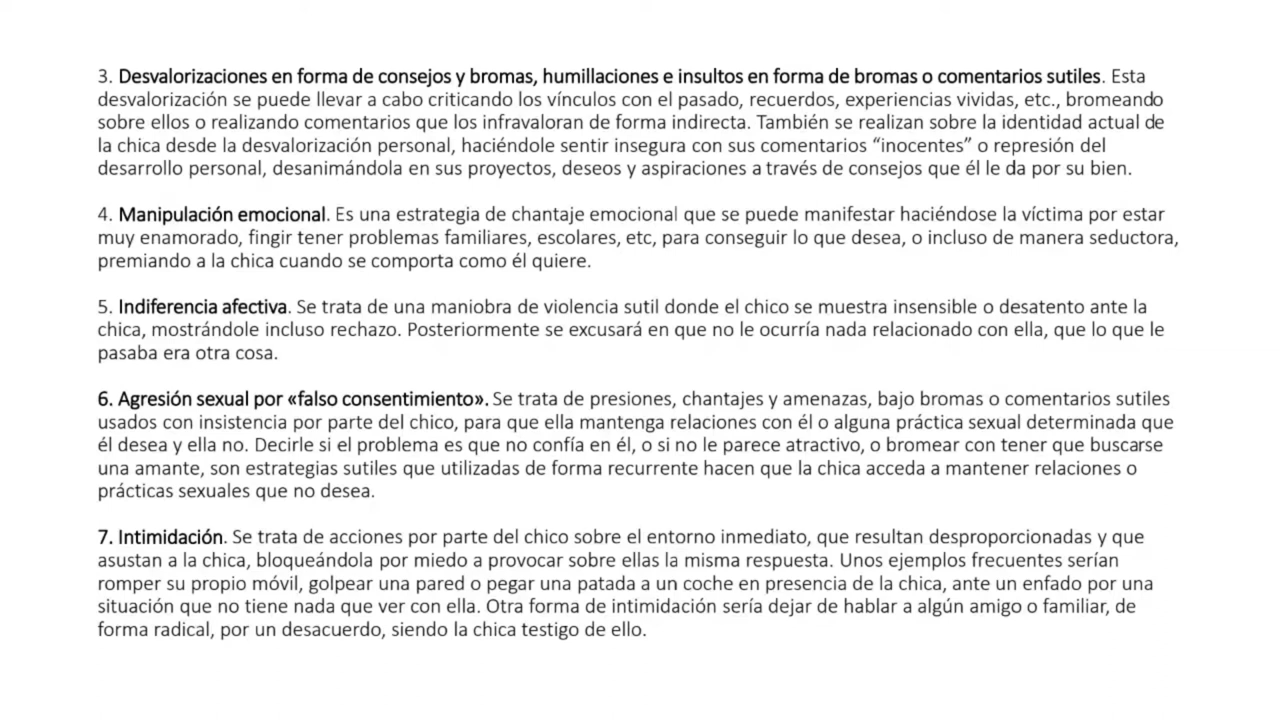 3. Desvalorizaciones en forma de consejos y bromas, humillaciones e insultos en forma de bromas o comentarios sutiles. Esta
desvalorización se puede llevar a cabo criticando los vínculos con el pasado, recuerdos, experiencias vividas, etc., bromeando
sobre ellos o realizando comentarios que los infravaloran de forma indirecta. También se realizan sobre la identidad actual de
la chica desde la desvalorización personal, haciéndole sentir insegura con sus comentarios “inocentes” o represión del
desarrollo personal, desanimándola en sus proyectos, deseos y aspiraciones a través de consejos que él le da por su bien.
4. Manipulación emocional. Es una estrategia de chantaje emocional que se puede manifestar haciéndose la víctima por estar
muy enamorado, fingir tener problemas familiares, escolares, etc, para conseguir lo que desea, o incluso de manera seductora,
premiando a la chica cuando se comporta como él quiere.
5. Indiferencia afectiva. Se trata de una maniobra de violencia sutil donde el chico se muestra insensible o desatento ante la
chica, mostrándole incluso rechazo. Posteriormente se excusará en que no le ocurría nada relacionado con ella, que lo que le
pasaba era otra cosa.
6. Agresión sexual por «falso consentimiento». Se trata de presiones, chantajes y amenazas, bajo bromas o comentarios sutiles
usados con insistencia por parte del chico, para que ella mantenga relaciones con él o alguna práctica sexual determinada que
él desea y ella no. Decirle si el problema es que no confía en él, o si no le parece atractivo, o bromear con tener que buscarse
una amante, son estrategias sutiles que utilizadas de forma recurrente hacen que la chica acceda a mantener relaciones o
prácticas sexuales que no desea.
7. Intimidación. Se trata de acciones por parte del chico sobre el entorno inmediato, que resultan desproporcionadas y que
asustan a la chica, bloqueándola por miedo a provocar sobre ellas la misma respuesta. Unos ejemplos frecuentes serían
romper su propio móvil, golpear una pared o pegar una patada a un coche en presencia de la chica, ante un enfado por una
situación que no tiene nada que ver con ella. Otra forma de intimidación sería dejar de hablar a algún amigo o familiar, de
forma radical, por un desacuerdo, siendo la chica testigo de ello.